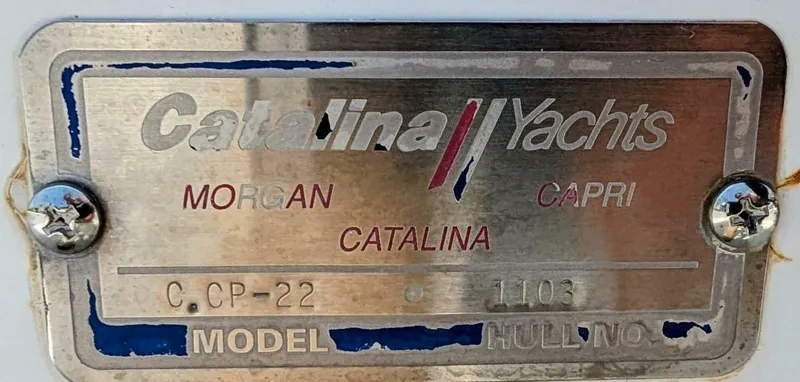 Catalina Yachts
MORGAN CAPRI
CATALINA
C.CP-22 1103
MODEL HULL NO.